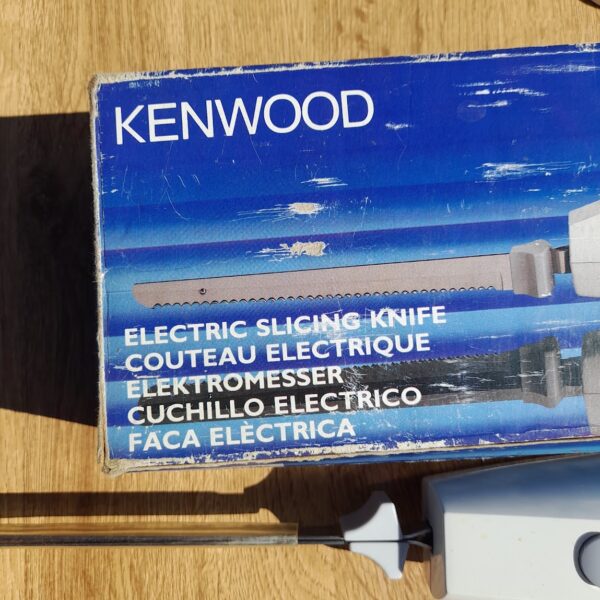 KENWOOD
ELECTRIC SLICING KNIFE
COUTEAU ELECTRIQUE
ELEKTROMESSER
CUCHILLO ELECTRICO
FACA ELÈCTRICA